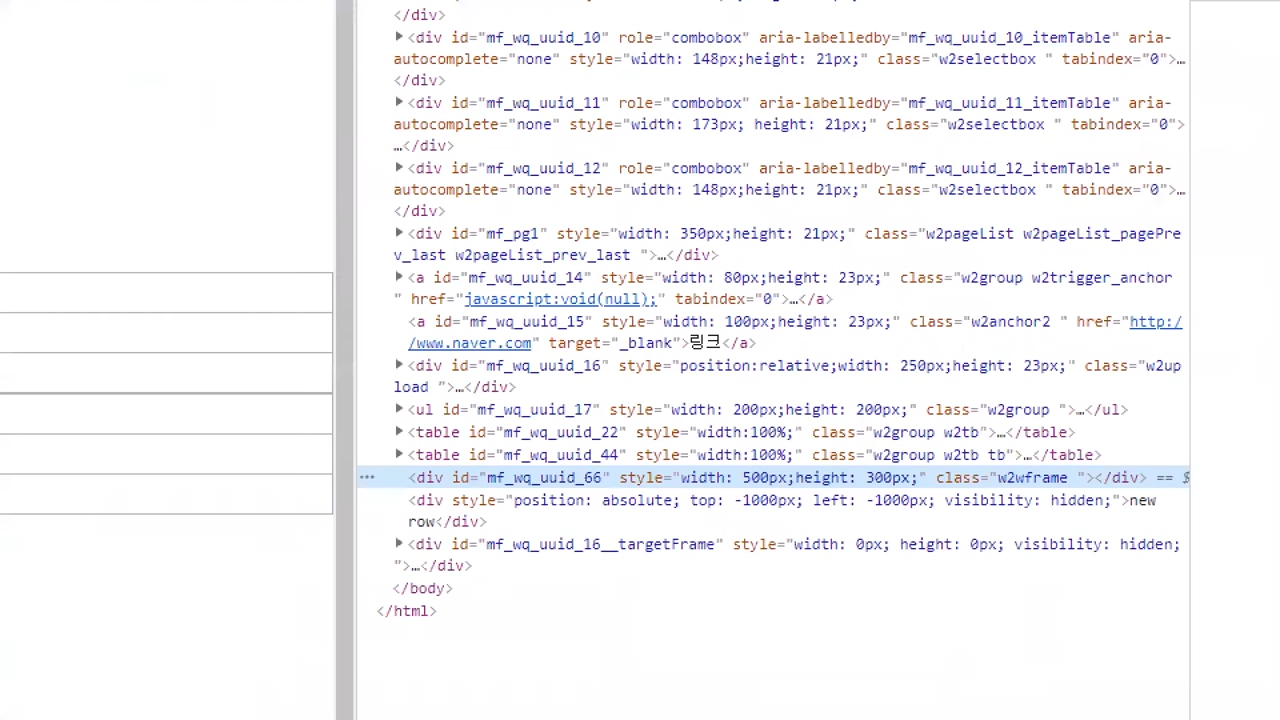 </div>
▶<div id="mf_wq_uuid_10" role="combobox" aria-labelledby="mf_wq_uuid_10_itemTable" aria-
autocomplete="none" style="width: 148px;height: 21px;" class="w2selectbox " tabindex="0">…
</div>
▶<div id="mf_wq_uuid_11" role="combobox" aria-labelledby="mf_wq_uuid_11_itemTable" aria-
autocomplete="none" style="width: 173px; height: 21px;" class="w2selectbox " tabindex="0">
…</div>
▶<div id="mf_wq_uuid_12" role="combobox" aria-labelledby="mf_wq_uuid_12_itemTable" aria-
autocomplete="none" style="width: 148px;height: 21px;" class="w2selectbox " tabindex="0">…
</div>
▶<div id="mf_pg1" style="width: 350px;height: 21px;" class="w2pageList w2pageList_pagePre
v_last w2pageList_prev_last ">…</div>
▶<a id="mf_wq_uuid_14" style="width: 80px;height: 23px;" class="w2group w2trigger_anchor
" href="javascript:void(null);" tabindex="0">…</a>
<a id="mf_wq_uuid_15" style="width: 100px;height: 23px;" class="w2anchor2 " href="http:/
/www.naver.com" target="_blank">링크</a>
▶<div id="mf_wq_uuid_16" style="position:relative;width: 250px;height: 23px;" class="w2up
load ">…</div>
▶<ul id="mf_wq_uuid_17" style="width: 200px;height: 200px;" class="w2group ">…</ul>
▶<table id="mf_wq_uuid_22" style="width:100%;" class="w2group w2tb">…</table>
▶<table id="mf_wq_uuid_44" style="width:100%;" class="w2group w2tb tb">…</table>
… <div id="mf_wq_uuid_66" style="width: 500px;height: 300px;" class="w2wframe "></div> == $
<div style="position: absolute; top: -1000px; left: -1000px; visibility: hidden;">new
row</div>
▶<div id="mf_wq_uuid_16__targetFrame" style="width: 0px; height: 0px; visibility: hidden;
">…</div>
</body>
</html>